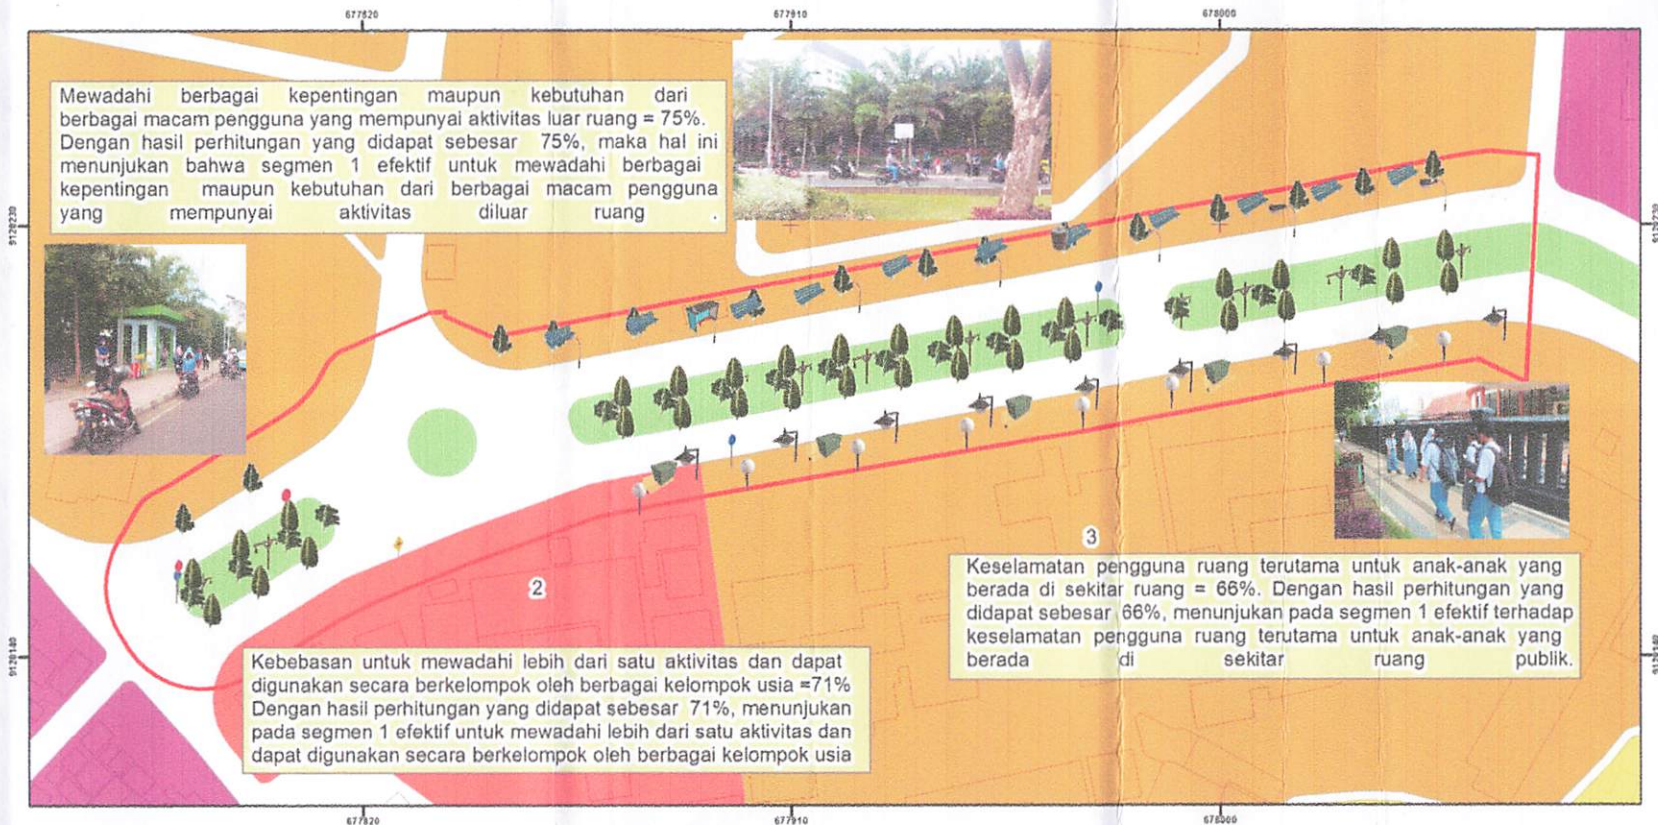 677820
677910
678000
Mewadahi berbagai kepentingan maupun kebutuhan dari
berbagai macam pengguna yang mempunyai aktivitas luar ruang = 75%.
Dengan hasil perhitungan yang didapat sebesar 75%, maka hal ini
menunjukan bahwa segmen 1 efektif untuk mewadahi berbagai
kepentingan maupun kebutuhan dari berbagai macam pengguna
yang mempunyai aktivitas diluar ruang .
9120230
9120230
3
Keselamatan pengguna ruang terutama untuk anak-anak yang
berada di sekitar ruang = 66%. Dengan hasil perhitungan yang
didapat sebesar 66%, menunjukan pada segmen 1 efektif terhadap
keselamatan pengguna ruang terutama untuk anak-anak yang
berada di sekitar ruang publik.
2
9120140
9120140
Kebebasan untuk mewadahi lebih dari satu aktivitas dan dapat
digunakan secara berkelompok oleh berbagai kelompok usia =71%
Dengan hasil perhitungan yang didapat sebesar 71%, menunjukan
pada segmen 1 efektif untuk mewadahi lebih dari satu aktivitas dan
dapat digunakan secara berkelompok oleh berbagai kelompok usia
677820
677910
678000